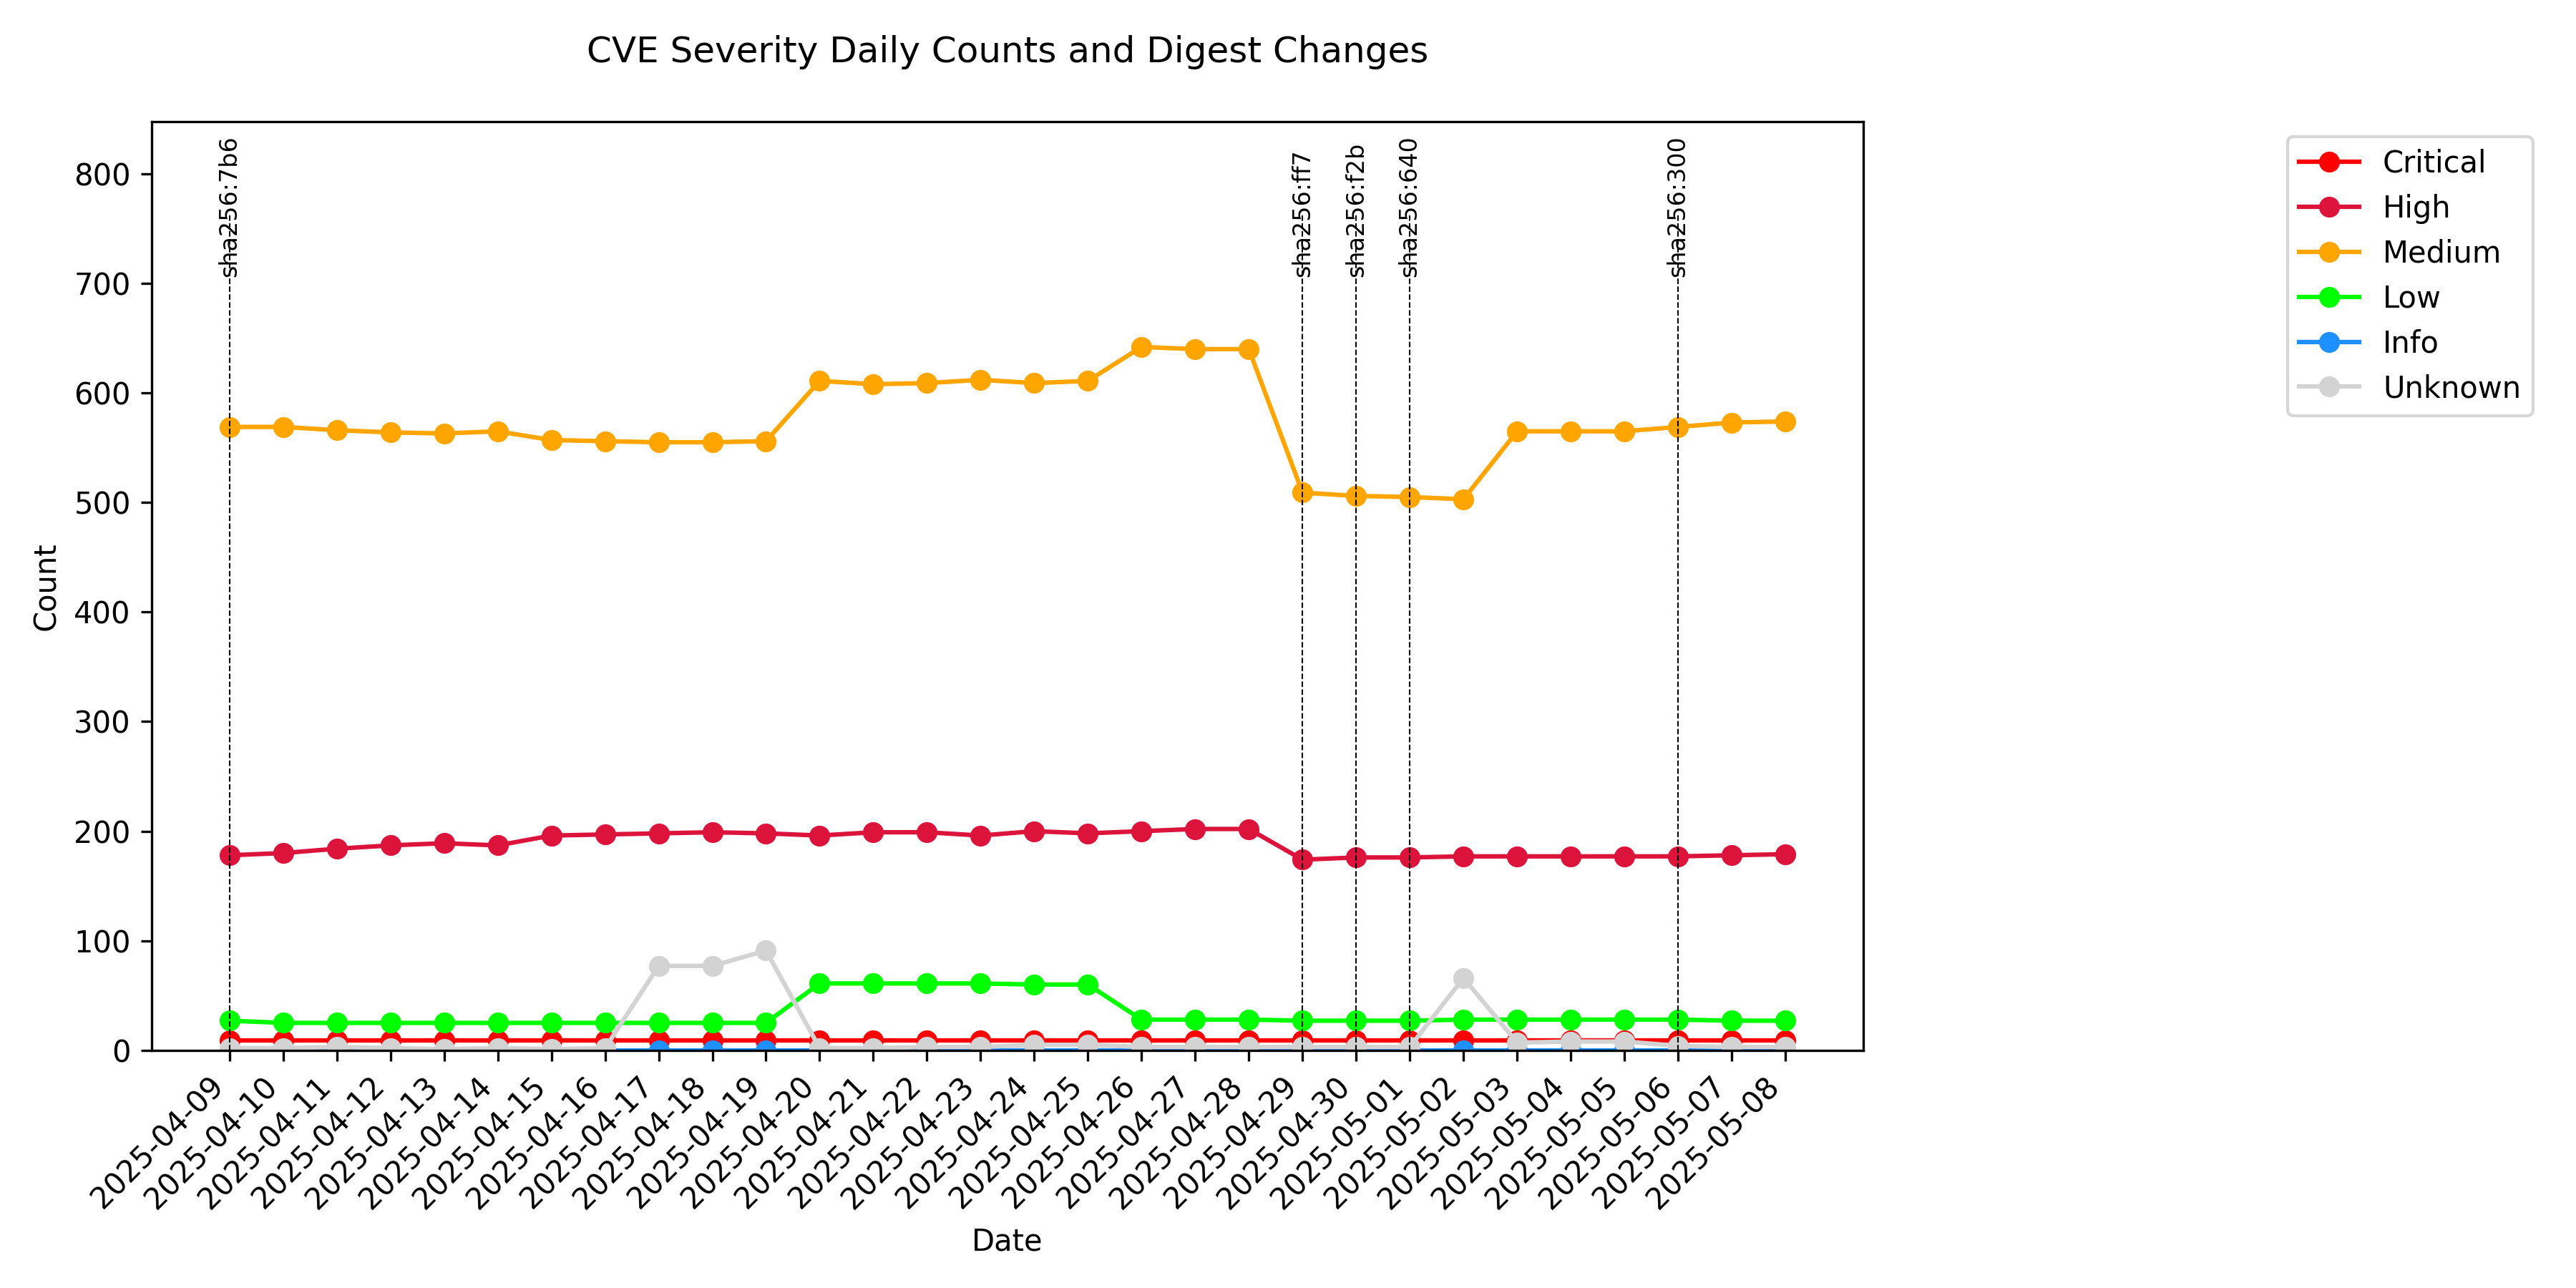 CVE Severity Daily Counts and Digest Changes
sha256:7b6
sha256:ff7
sha256:f2b
sha256:640
sha256:300
Critical
High
Medium
Low
Info
Unknown
800
700
600
500
400
300
200
100
0
Count
2025-04-09
2025-04-10
2025-04-11
2025-04-12
2025-04-13
2025-04-14
2025-04-15
2025-04-16
2025-04-17
2025-04-18
2025-04-19
2025-04-20
2025-04-21
2025-04-22
2025-04-23
2025-04-24
2025-04-25
2025-04-26
2025-04-27
2025-04-28
2025-04-29
2025-04-30
2025-05-01
2025-05-02
2025-05-03
2025-05-04
2025-05-05
2025-05-06
2025-05-07
2025-05-08
Date